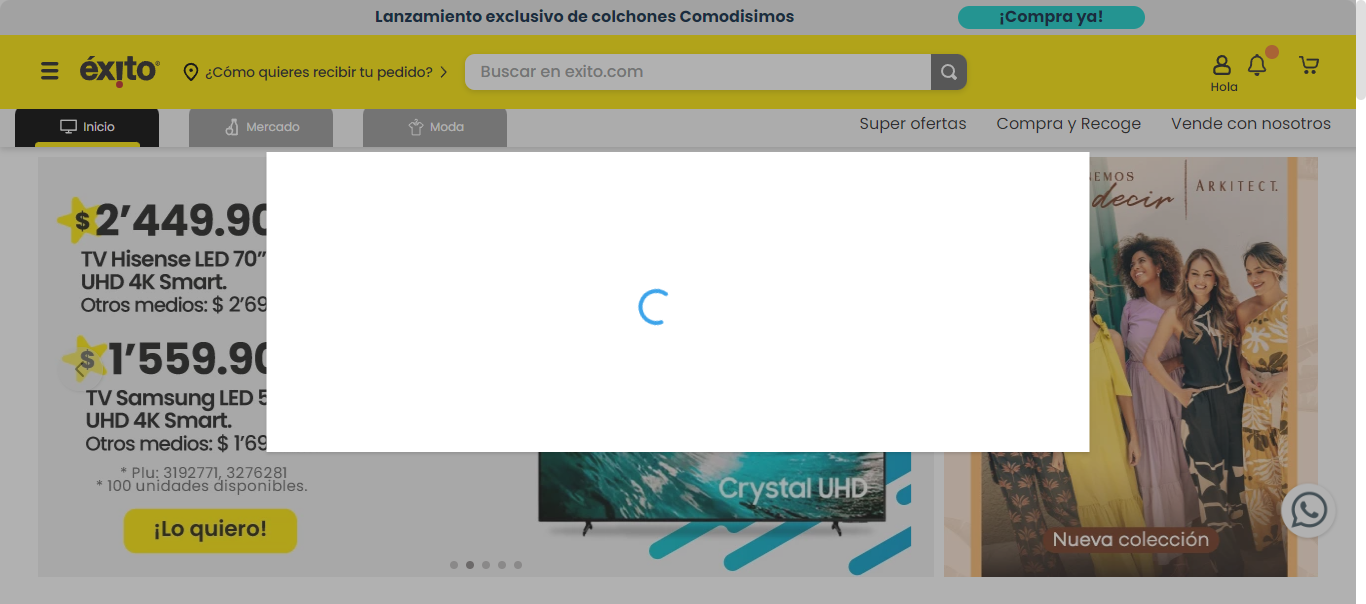 Lanzamiento exclusivo de colchones Comodisimos
¡Compra ya!
éxito
¿Cómo quieres recibir tu pedido?
Buscar en exito.com
Hola
Inicio
Mercado
Moda
Super ofertas
Compra y Recoge
Vende con nosotros
$ 2’449.90
TV Hisense LED 70”
UHD 4K Smart.
Otros medios: $ 2’69
$ 1’559.90
TV Samsung LED 5
UHD 4K Smart.
Otros medios: $ 1’69
* Plu: 3192771, 3276281
* 100 unidades disponibles.
¡Lo quiero!
Crystal UHD
decir
ARKITECT.
Nueva colección